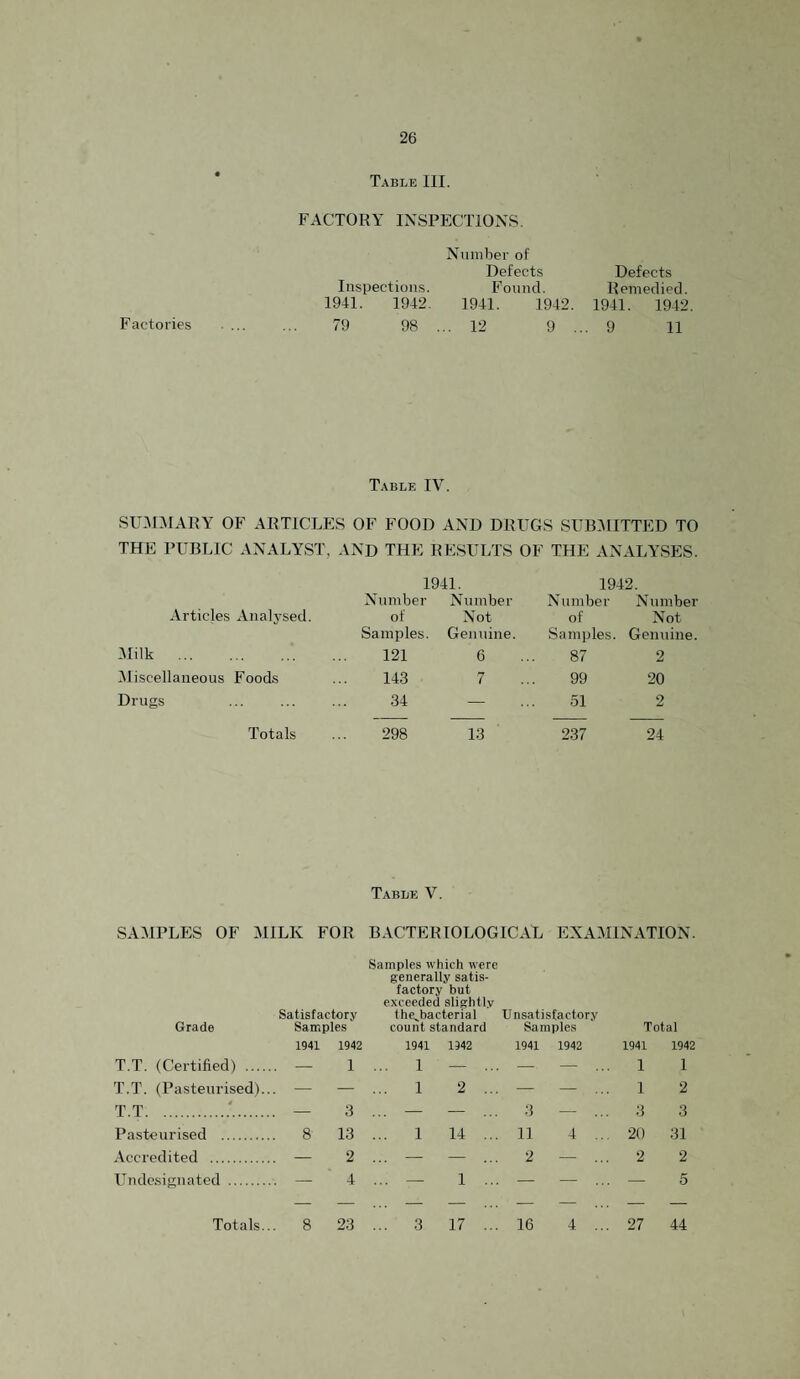 26
Table III.
FACTORY INSPECTIONS.
Number of
Defects Defects
Inspections. Found. Remedied.
1941. 1942. 1941. 1942. 1941. 1942.
Factories .... ... 79 98 ... 12 9 ... 9 11
Table IV.
SUMMARY OF ARTICLES OF FOOD AND DRUGS SUBMITTED TO
THE PUBLIC ANALYST, AND THE RESULTS OF THE ANALYSES.
1941. 1942.
Number Number Number Number
Articles Analysed. of Not of Not
Samples. Genuine. Samples. Genuine.
Milk ... ... ... ... 121 6 ... 87 2
Miscellaneous Foods ... 143 7 ... 99 20
Drugs ... ... ... 34 — ... 51 2
Totals ... 298 13 237 24
Table V.
SAMPLES OF MILK FOR BACTERIOLOGICAL EXAMINATION.
Samples which were
generally satis-
factory but
exceeded slightly
Satisfactory the bacterial Unsatisfactory
Grade Samples count standard Samples Total
1941 1942 1941 1942 1941 1942 1941 1942
T.T. (Certified) ...... — 1 ... 1 — ... — — ... 1 1
T.T. (Pasteurised)... — — ... 1 2 ... — — ... 1 2
T.T. .................. — 3 ... — — ... 3 — ... 3 3
Pasteurised .......... 8 13 ... 1 14 ... 11 4 ... 20 31
Accredited ............ — 2 ... — — ... 2 — ... 2 2
Undesignated ......... — 4 ... — 1 ... — — ... — 5
Totals... 8 23 ... 3 17 ... 16 4 ... 27 44